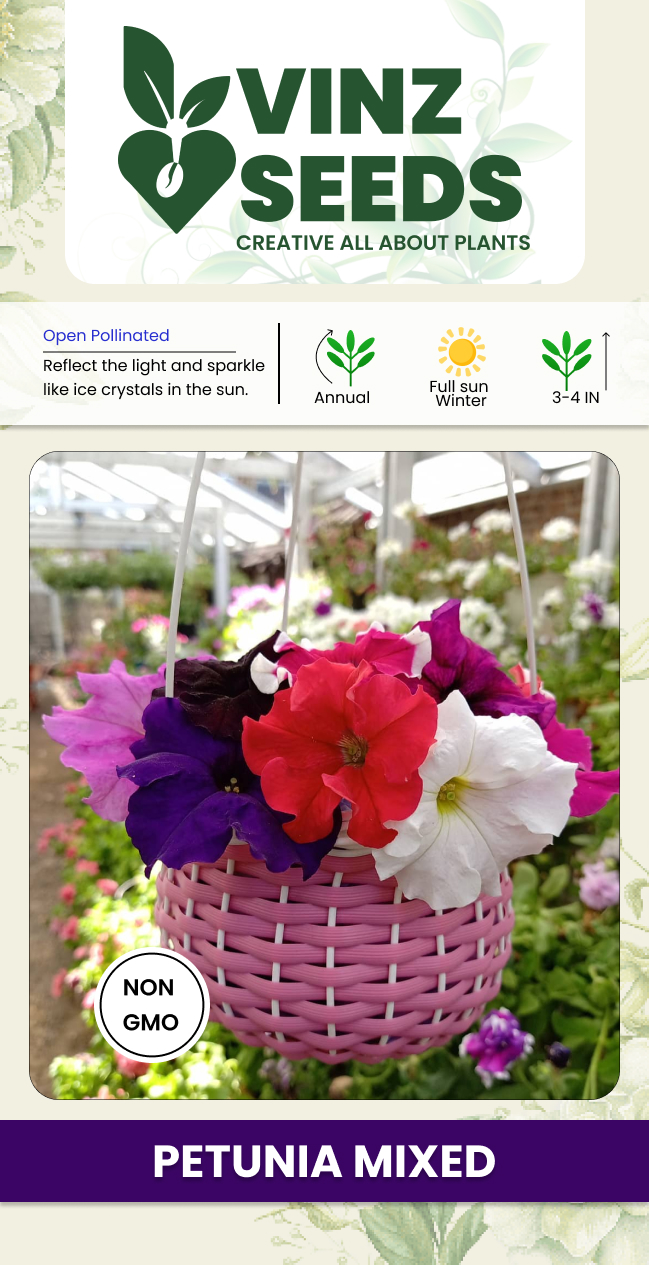 VINZ
SEEDS
CREATIVE ALL ABOUT PLANTS
Open Pollinated
Reflect the light and sparkle
like ice crystals in the sun.
Annual
Full sun
Winter
3-4 IN
NON
GMO
PETUNIA MIXED